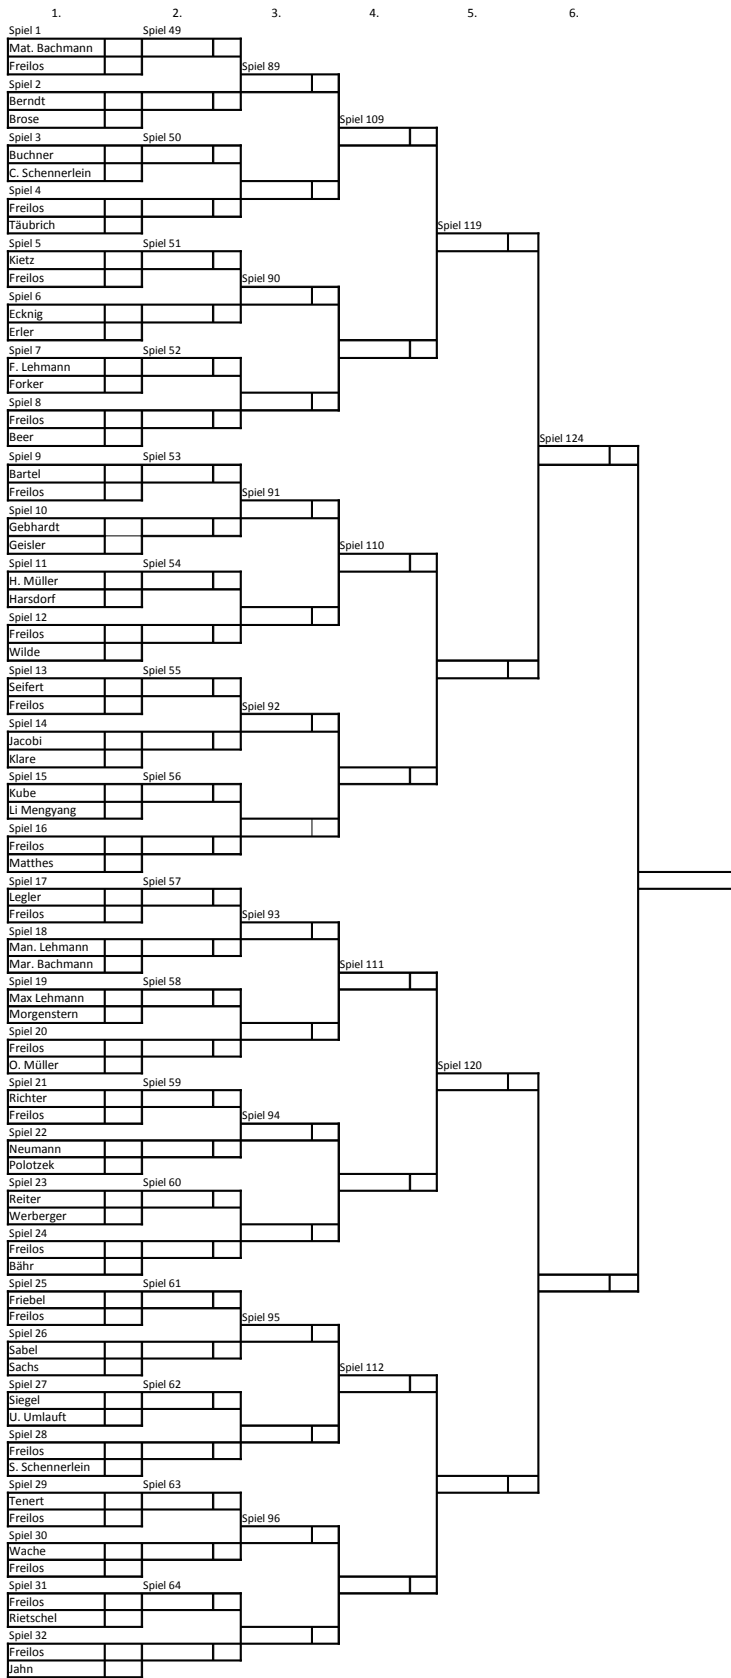 1. 2. 3. 4. 5. 6.
Spiel 1 Spiel 49
Mat. Bachmann
Freilos Spiel 89
Spiel 2
Berndt
Brose Spiel 109
Spiel 3 Spiel 50
Buchner
C. Schennerlein
Spiel 4
Freilos
Täubrich Spiel 119
Spiel 5 Spiel 51
Kietz
Freilos Spiel 90
Spiel 6
Ecknig
Erler
Spiel 7 Spiel 52
F. Lehmann
Forker
Spiel 8
Freilos
Beer Spiel 124
Spiel 9 Spiel 53
Bartel
Freilos Spiel 91
Spiel 10
Gebhardt
Geisler Spiel 110
Spiel 11 Spiel 54
H. Müller
Harsdorf
Spiel 12
Freilos
Wilde
Spiel 13 Spiel 55
Seifert
Freilos Spiel 92
Spiel 14
Jacobi
Klare
Spiel 15 Spiel 56
Kube
Li Mengyang
Spiel 16
Freilos
Matthes
Spiel 17 Spiel 57
Legler
Freilos Spiel 93
Spiel 18
Man. Lehmann
Mar. Bachmann Spiel 111
Spiel 19 Spiel 58
Max Lehmann
Morgenstern
Spiel 20
Freilos
O. Müller Spiel 120
Spiel 21 Spiel 59
Richter
Freilos Spiel 94
Spiel 22
Neumann
Polotzek
Spiel 23 Spiel 60
Reiter
Werberger
Spiel 24
Freilos
Bähr
Spiel 25 Spiel 61
Friebel
Freilos Spiel 95
Spiel 26
Sabel
Sachs Spiel 112
Spiel 27 Spiel 62
Siegel
U. Umlauft
Spiel 28
Freilos
S. Schennerlein
Spiel 29 Spiel 63
Tenert
Freilos Spiel 96
Spiel 30
Wache
Freilos
Spiel 31 Spiel 64
Freilos
Rietschel
Spiel 32
Freilos
Jahn